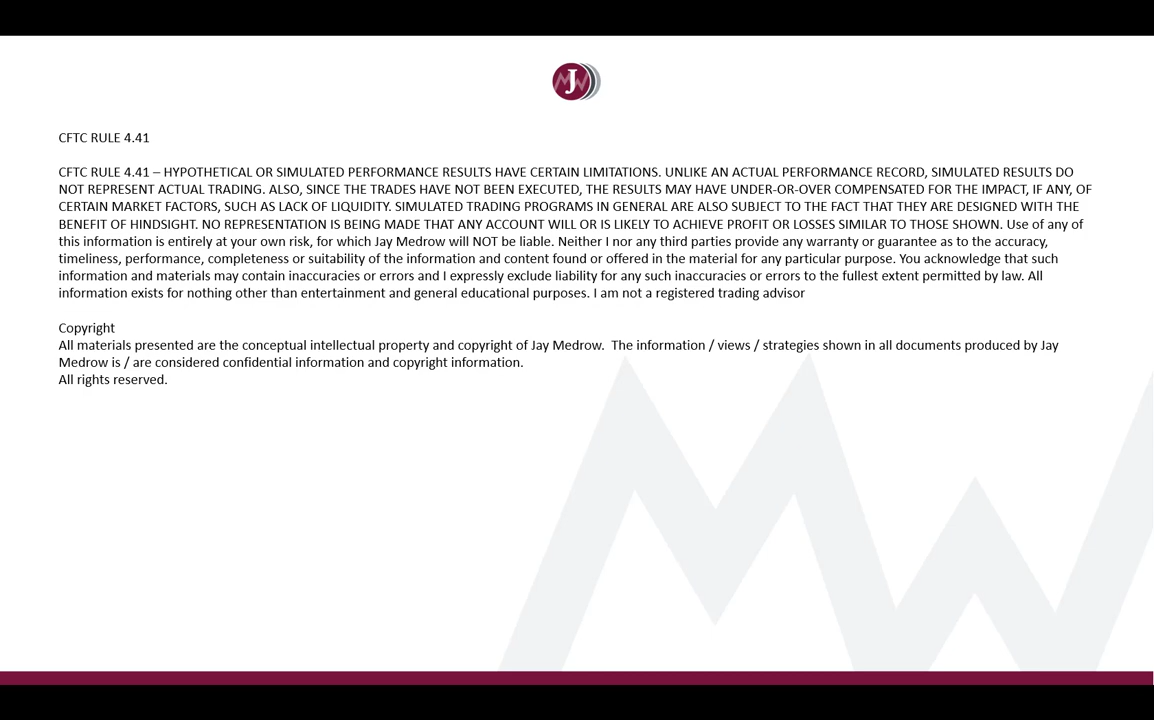 J
CFTC RULE 4.41
CFTC RULE 4.41 – HYPOTHETICAL OR SIMULATED PERFORMANCE RESULTS HAVE CERTAIN LIMITATIONS. UNLIKE AN ACTUAL PERFORMANCE RECORD, SIMULATED RESULTS DO
NOT REPRESENT ACTUAL TRADING. ALSO, SINCE THE TRADES HAVE NOT BEEN EXECUTED, THE RESULTS MAY HAVE UNDER-OR-OVER COMPENSATED FOR THE IMPACT, IF ANY, OF
CERTAIN MARKET FACTORS, SUCH AS LACK OF LIQUIDITY. SIMULATED TRADING PROGRAMS IN GENERAL ARE ALSO SUBJECT TO THE FACT THAT THEY ARE DESIGNED WITH THE
BENEFIT OF HINDSIGHT. NO REPRESENTATION IS BEING MADE THAT ANY ACCOUNT WILL OR IS LIKELY TO ACHIEVE PROFIT OR LOSSES SIMILAR TO THOSE SHOWN. Use of any of
this information is entirely at your own risk, for which Jay Medrow will NOT be liable. Neither I nor any third parties provide any warranty or guarantee as to the accuracy,
timeliness, performance, completeness or suitability of the information and content found or offered in the material for any particular purpose. You acknowledge that such
information and materials may contain inaccuracies or errors and I expressly exclude liability for any such inaccuracies or errors to the fullest extent permitted by law. All
information exists for nothing other than entertainment and general educational purposes. I am not a registered trading advisor
Copyright
All materials presented are the conceptual intellectual property and copyright of Jay Medrow.  The information / views / strategies shown in all documents produced by Jay
Medrow is / are considered confidential information and copyright information.
All rights reserved.